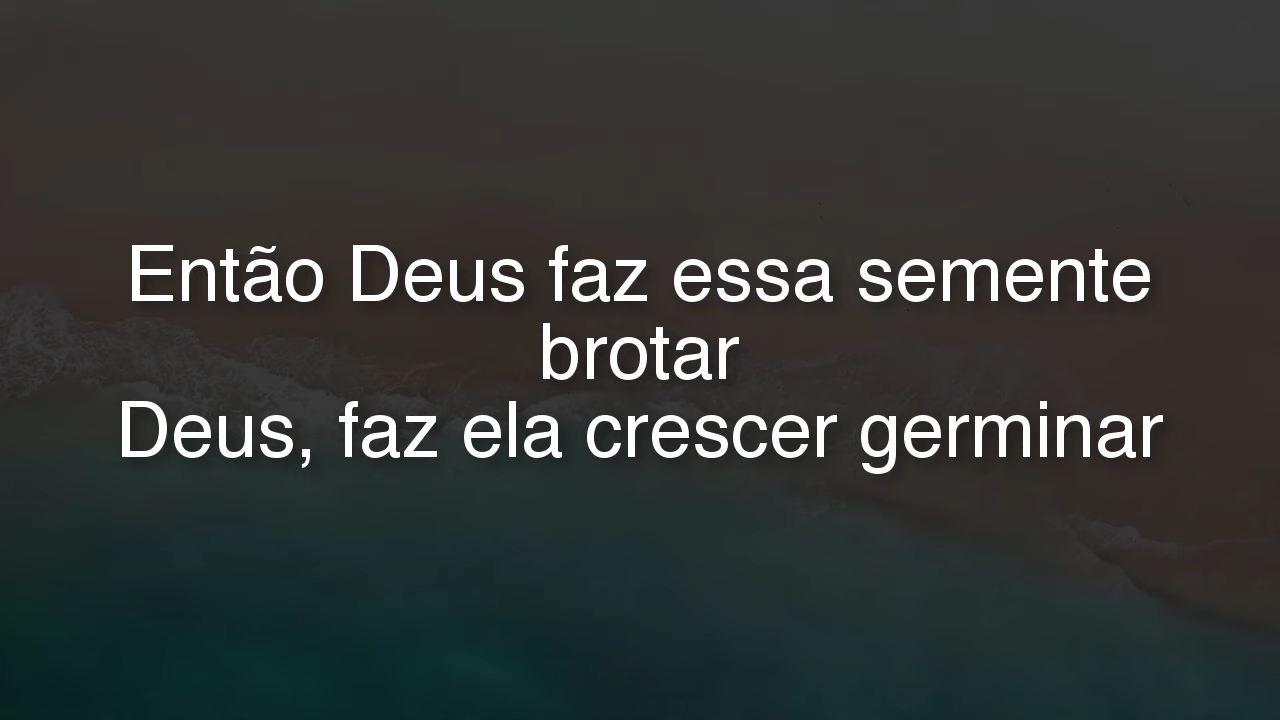 Então Deus faz essa semente
brotar
Deus, faz ela crescer germinar